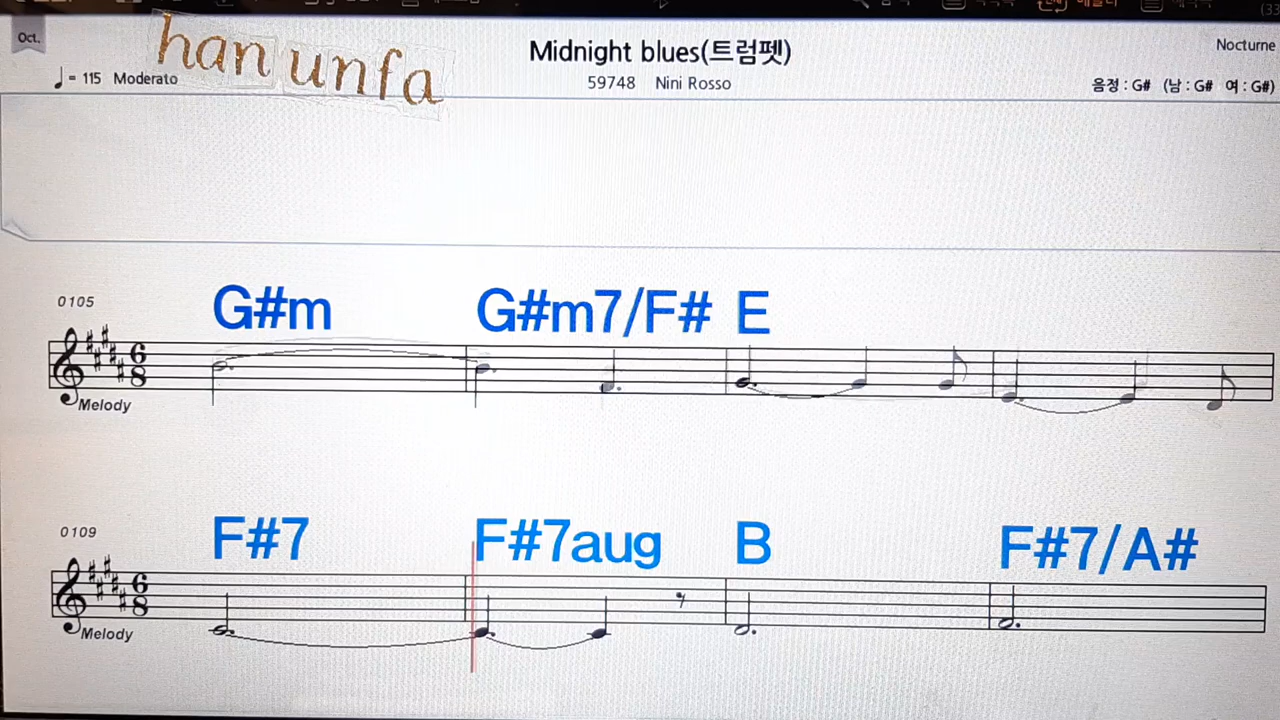 Oct.
han unfa
Midnight blues(트럼펫)
Nocturne
♩= 115 Moderato
59748 Nini Rosso
음정 : G# (남 : G# 여 : G#)
0105
G#m G#m7/F# E
6
8
Melody
0109
F#7 F#7aug B F#7/A#
6
8
Melody